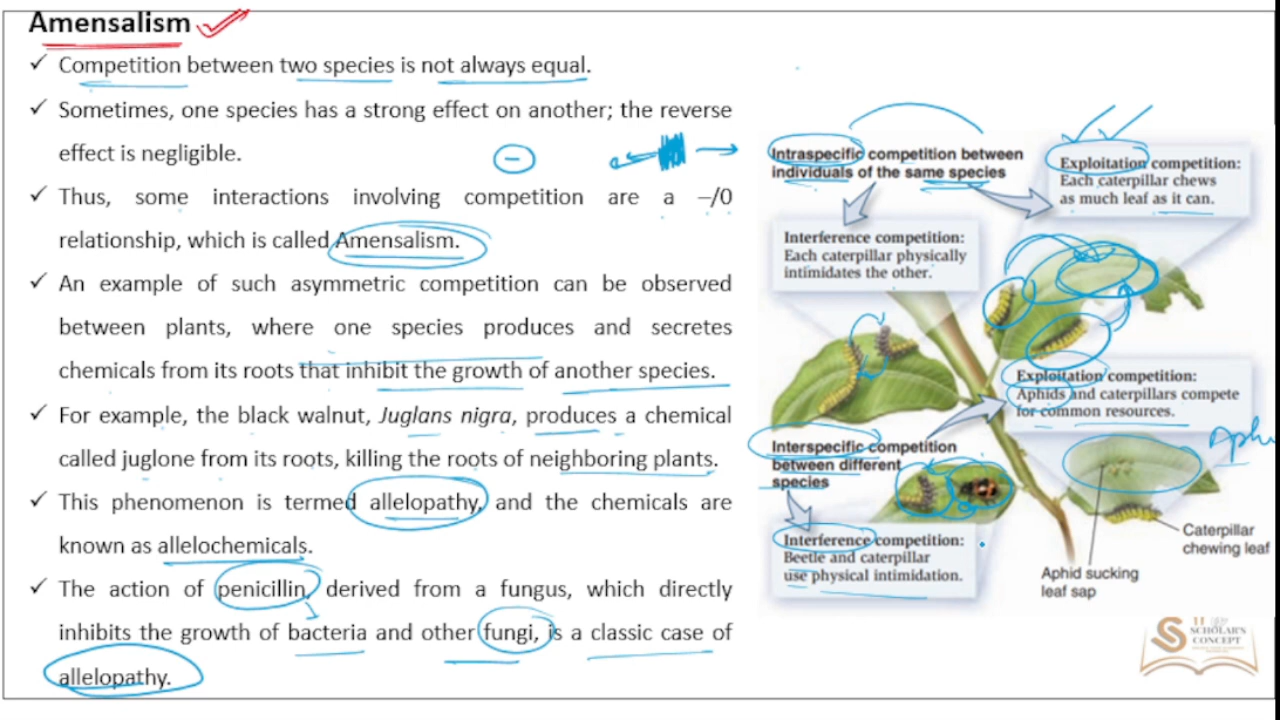 Amensalism
✓ Competition between two species is not always equal.
✓ Sometimes, one species has a strong effect on another; the reverse
effect is negligible.
✓ Thus, some interactions involving competition are a –/0
relationship, which is called Amensalism.
✓ An example of such asymmetric competition can be observed
between plants, where one species produces and secretes
chemicals from its roots that inhibit the growth of another species.
✓ For example, the black walnut, Juglans nigra, produces a chemical
called juglone from its roots, killing the roots of neighboring plants.
✓ This phenomenon is termed allelopathy, and the chemicals are
known as allelochemicals.
✓ The action of penicillin, derived from a fungus, which directly
inhibits the growth of bacteria and other fungi, is a classic case of
allelopathy.
Intraspecific competition between
individuals of the same species
Exploitation competition:
Each caterpillar chews
as much leaf as it can.
Interference competition:
Each caterpillar physically
intimidates the other.
Exploitation competition:
Aphids and caterpillars compete
for common resources.
Interspecific competition
between different
species
Interference competition:
Beetle and caterpillar
use physical intimidation.
Caterpillar
chewing leaf
Aphid sucking
leaf sap
SCHOLAR'S
CONCEPT